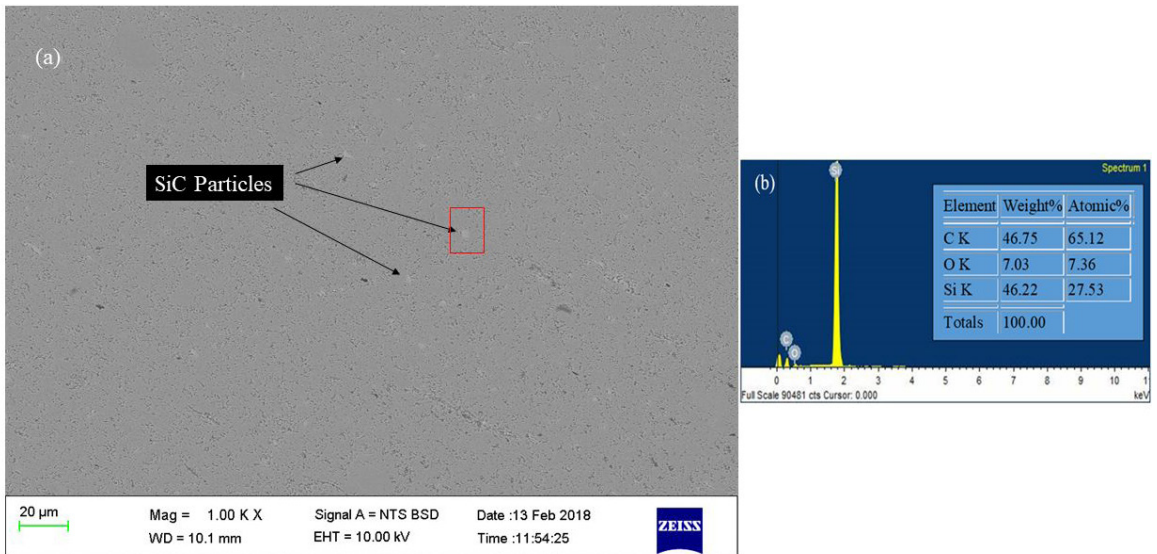 (a)
SiC Particles
20 µm
Mag = 1.00 K X
Signal A = NTS BSD
Date :13 Feb 2018
WD = 10.1 mm
EHT = 10.00 kV
Time :11:54:25
ZEISS
(b)
Spectrum 1
Si
Element Weight% Atomic%
C K 46.75 65.12
O K 7.03 7.36
Si K 46.22 27.53
Totals 100.00
C
O
0 1 2 3 4 5 6 7 8 9 10 1
Full Scale 90481 cts Cursor: 0.000
keV